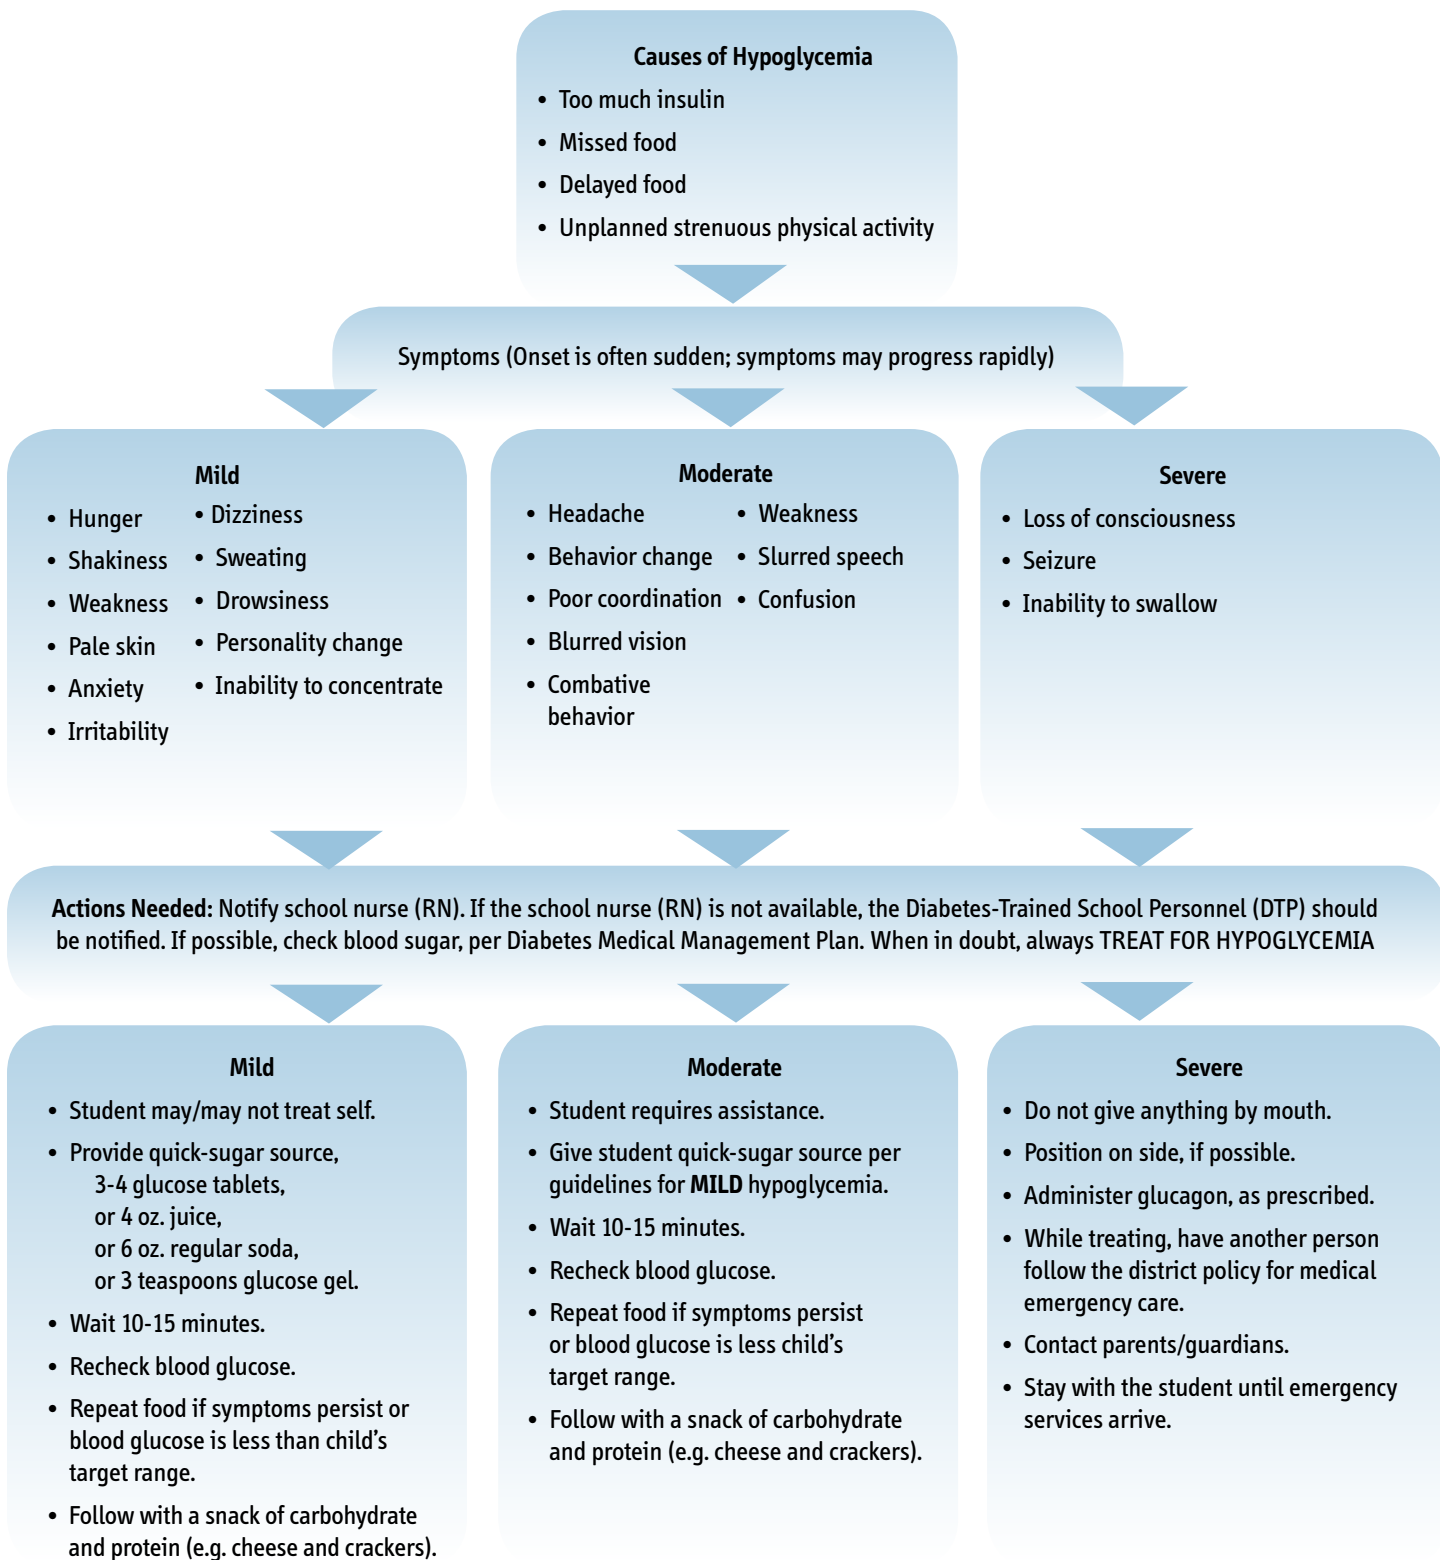 Causes of Hypoglycemia
• Too much insulin
• Missed food
• Delayed food
• Unplanned strenuous physical activity
Symptoms (Onset is often sudden; symptoms may progress rapidly)
Mild
• Hunger
• Shakiness
• Weakness
• Pale skin
• Anxiety
• Irritability
• Dizziness
• Sweating
• Drowsiness
• Personality change
• Inability to concentrate
Moderate
• Headache
• Behavior change
• Poor coordination
• Blurred vision
• Combative
behavior
• Weakness
• Slurred speech
• Confusion
Severe
• Loss of consciousness
• Seizure
• Inability to swallow
Actions Needed: Notify school nurse (RN). If the school nurse (RN) is not available, the Diabetes-Trained School Personnel (DTP) should
be notified. If possible, check blood sugar, per Diabetes Medical Management Plan. When in doubt, always TREAT FOR HYPOGLYCEMIA
Mild
• Student may/may not treat self.
• Provide quick-sugar source,
3-4 glucose tablets,
or 4 oz. juice,
or 6 oz. regular soda,
or 3 teaspoons glucose gel.
• Wait 10-15 minutes.
• Recheck blood glucose.
• Repeat food if symptoms persist or
blood glucose is less than child's
target range.
• Follow with a snack of carbohydrate
and protein (e.g. cheese and crackers).
Moderate
• Student requires assistance.
• Give student quick-sugar source per
guidelines for MILD hypoglycemia.
• Wait 10-15 minutes.
• Recheck blood glucose.
• Repeat food if symptoms persist
or blood glucose is less child's
target range.
• Follow with a snack of carbohydrate
and protein (e.g. cheese and crackers).
Severe
• Do not give anything by mouth.
• Position on side, if possible.
• Administer glucagon, as prescribed.
• While treating, have another person
follow the district policy for medical
emergency care.
• Contact parents/guardians.
• Stay with the student until emergency
services arrive.